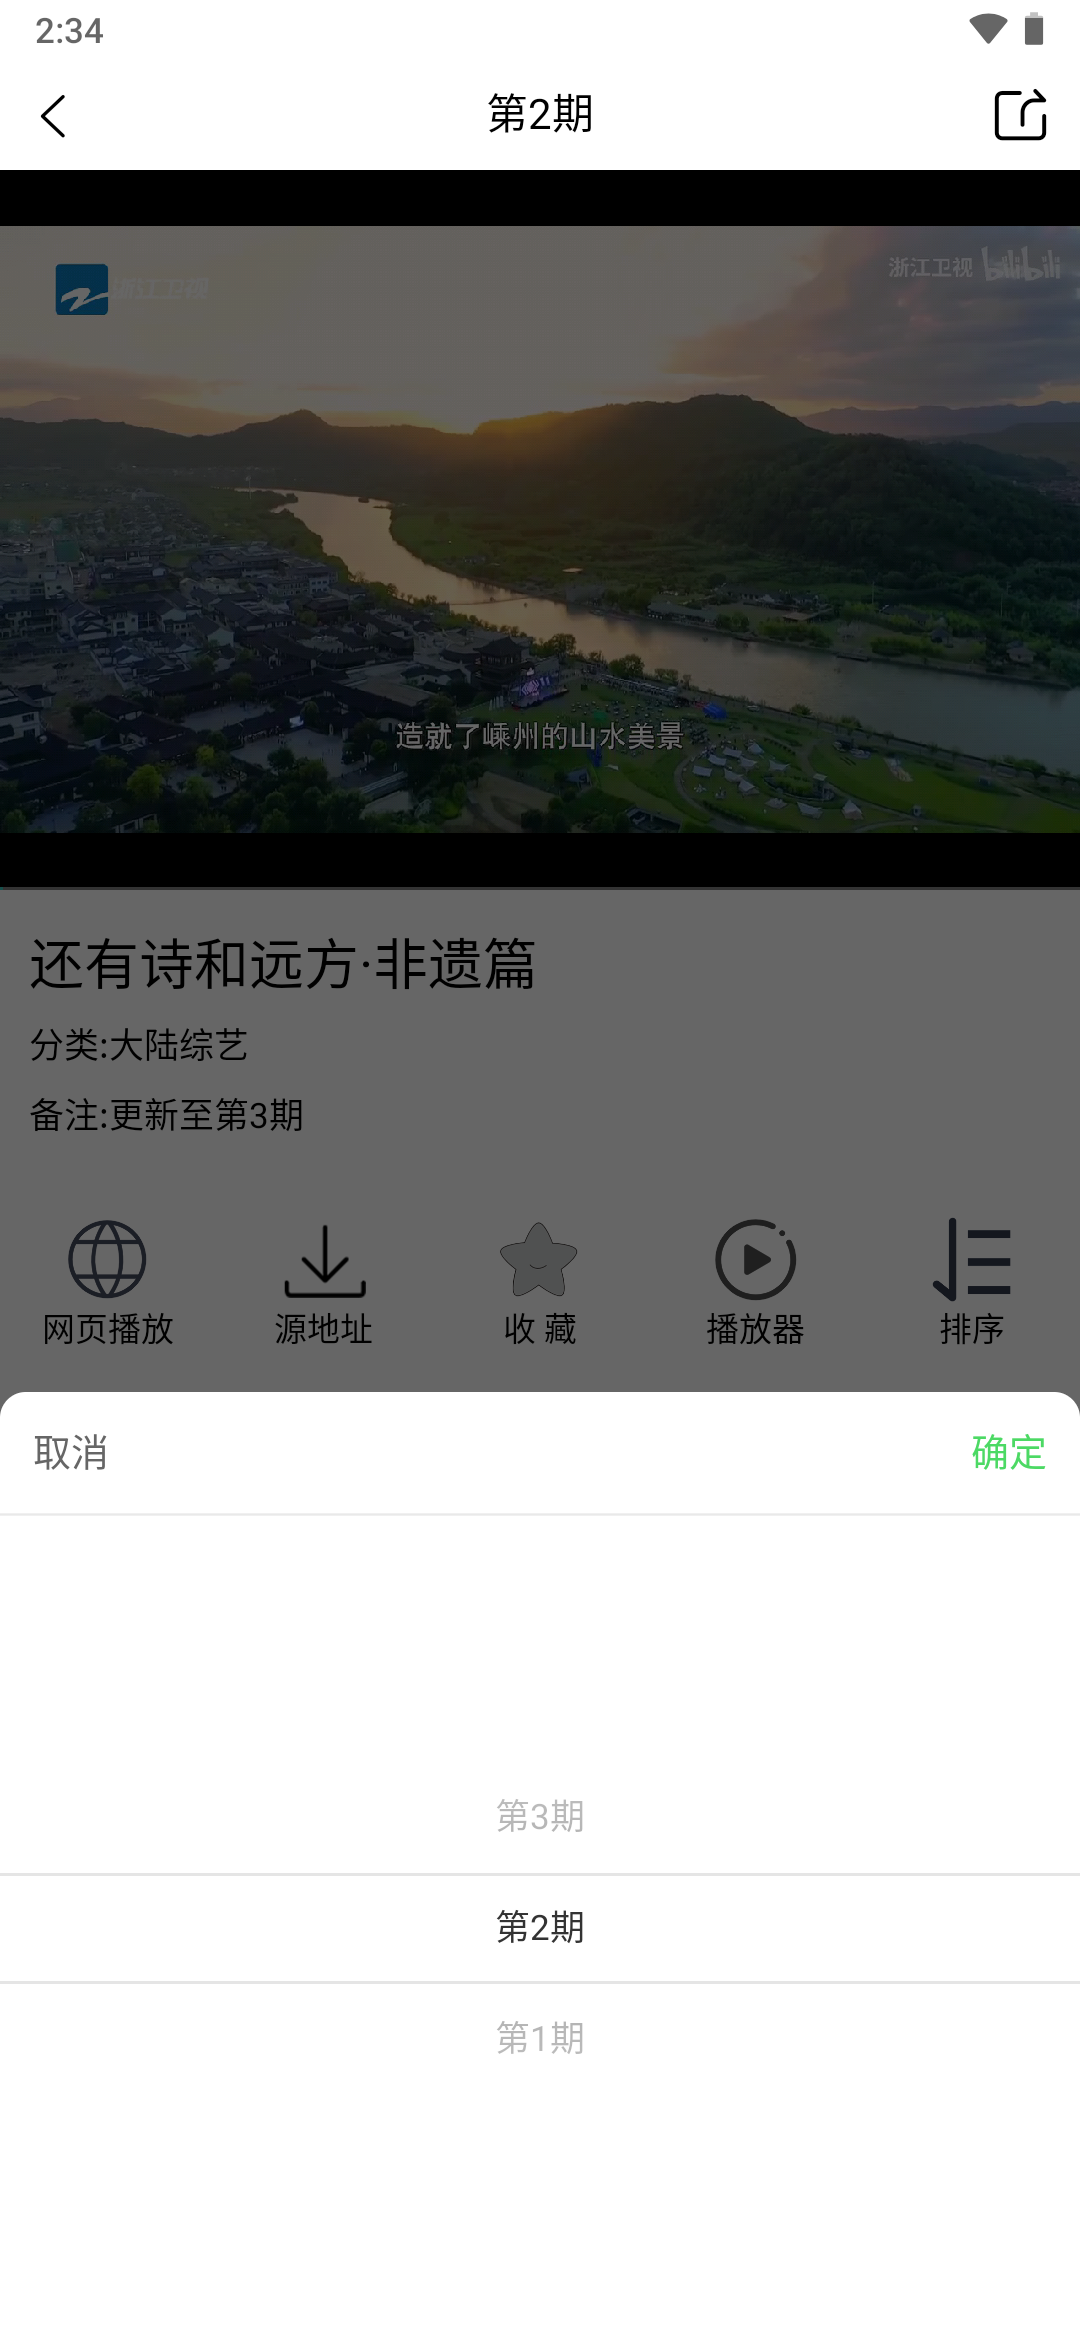 2:34
第2期
浙江卫视
浙江卫视 bilibili
造就了嵊州的山水美景
还有诗和远方·非遗篇
分类:大陆综艺
备注:更新至第3期
网页播放
源地址
收 藏
播放器
排序
取消
确定
第3期
第2期
第1期